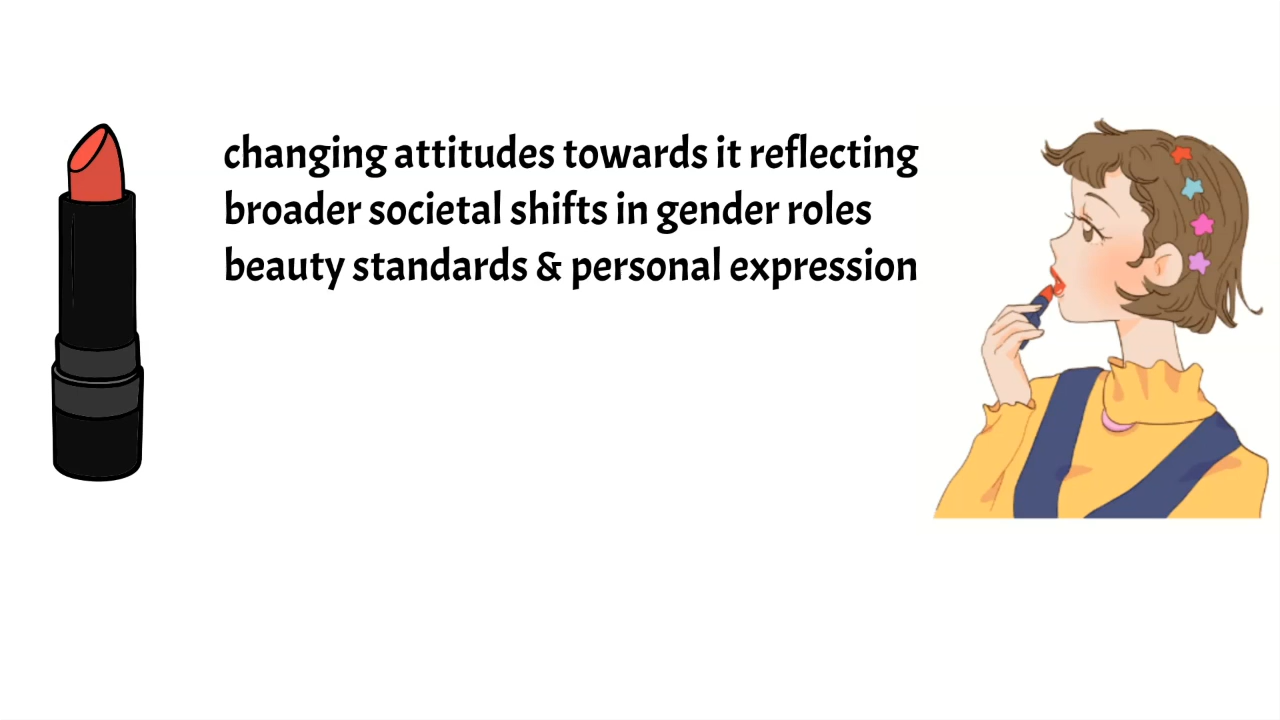 changing attitudes towards it reflecting
broader societal shifts in gender roles
beauty standards & personal expression